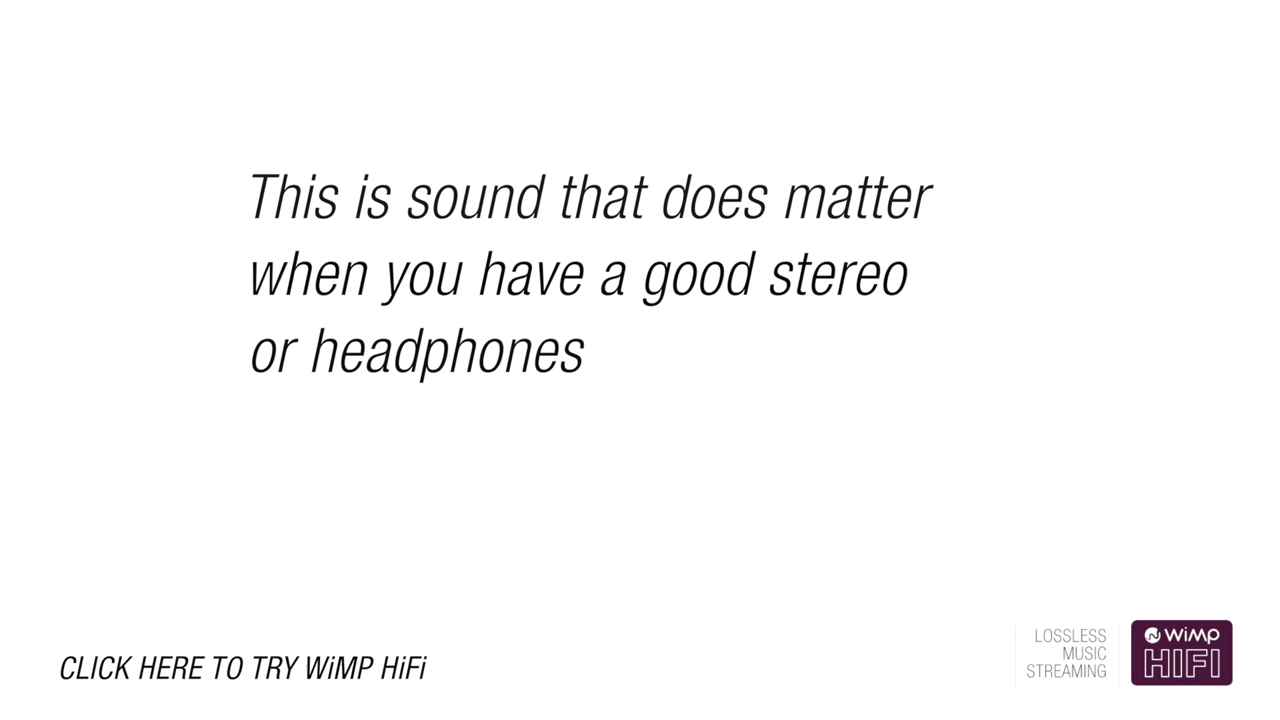 This is sound that does matter
when you have a good stereo
or headphones
CLICK HERE TO TRY WiMP HiFi
LOSSLESS
MUSIC
STREAMING
WiMP
HIFI